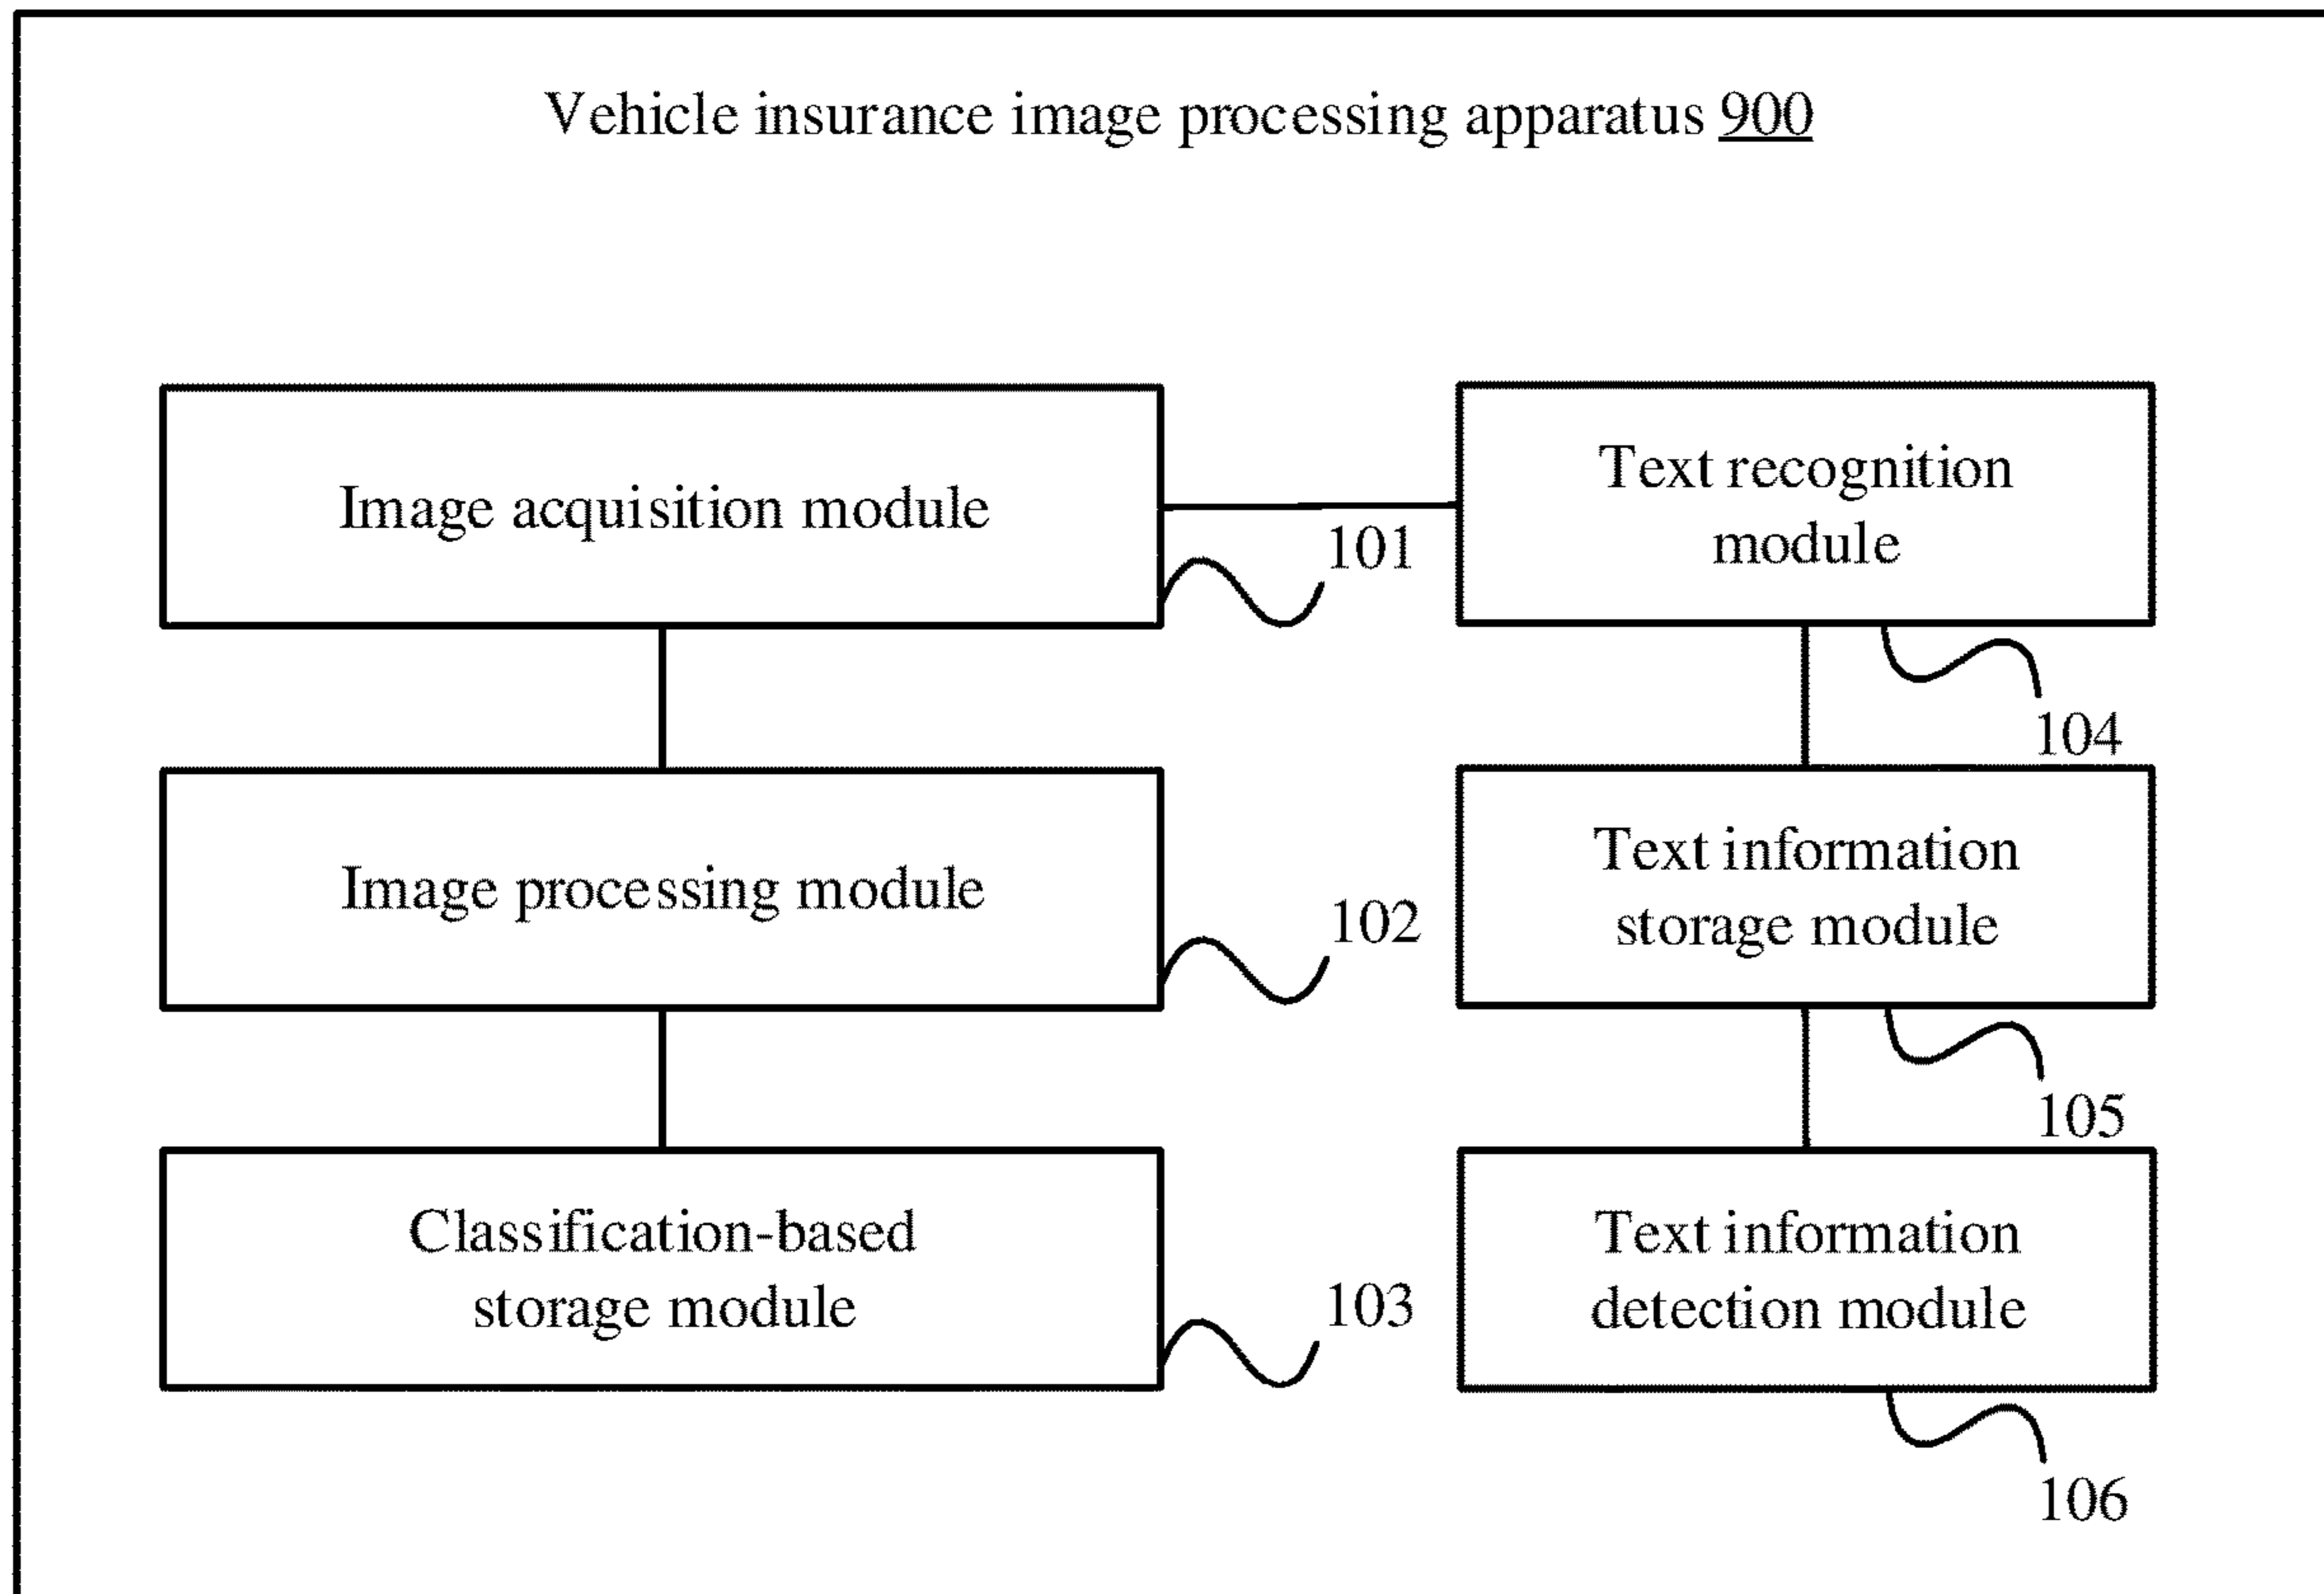 Vehicle insurance image processing apparatus 900
Image acquisition module
101
Text recognition
module
104
Image processing module
102
Text information
storage module
105
Classification-based
storage module
103
Text information
detection module
106